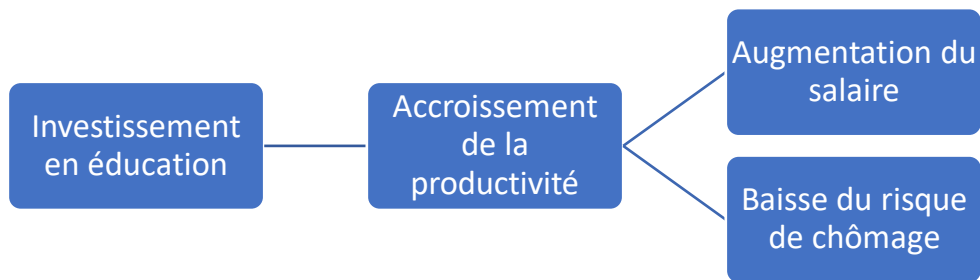 Investissement
en éducation
Accroissement
de la
productivité
Augmentation du
salaire
Baisse du risque
de chômage